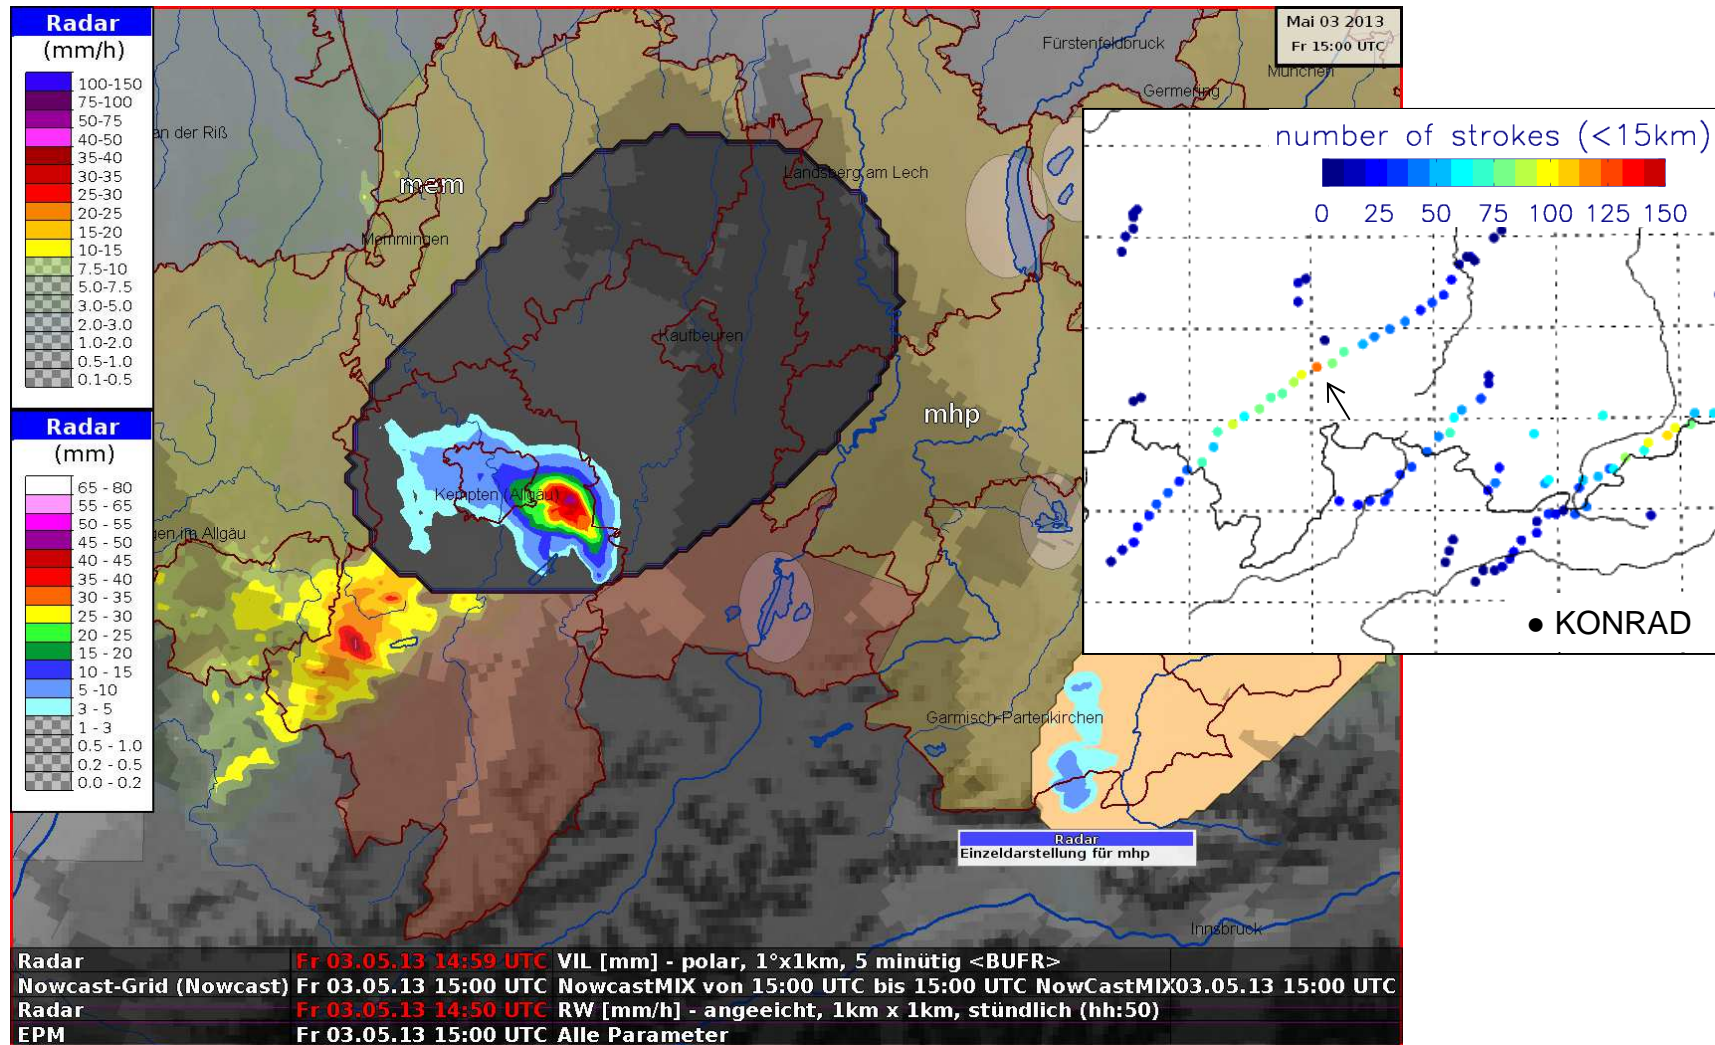 Radar
(mm/h)
100-150
75-100
50-75
40-50
35-40
30-35
25-30
20-25
15-20
10-15
7.5-10
5.0-7.5
3.0-5.0
2.0-3.0
1.0-2.0
0.5-1.0
0.1-0.5
Radar
(mm)
65 - 80
55 - 65
50 - 55
45 - 50
40 - 45
35 - 40
30 - 35
25 - 30
20 - 25
15 - 20
10 - 15
5 -10
3 - 5
1 - 3
0.5 - 1.0
0.2 - 0.5
0.0 - 0.2
Mai 03 2013
Fr 15:00 UTC
Fürstenfeldbruck
München
Germering
an der Riß
mem
Landsberg am Lech
Memmingen
Kaufbeuren
mhp
Kempten (Allgäu)
gen im Allgäu
Garmisch-Partenkirchen
Innsbruck
number of strokes (<15km)
0 25 50 75 100 125 150
● KONRAD
Radar
Einzeldarstellung für mhp
Radar Fr 03.05.13 14:59 UTC VIL [mm] - polar, 1°x1km, 5 minütig <BUFR>
Nowcast-Grid (Nowcast) Fr 03.05.13 15:00 UTC NowcastMIX von 15:00 UTC bis 15:00 UTC NowCastMIX03.05.13 15:00 UTC
Radar Fr 03.05.13 14:50 UTC RW [mm/h] - angeeicht, 1km x 1km, stündlich (hh:50)
EPM Fr 03.05.13 15:00 UTC Alle Parameter